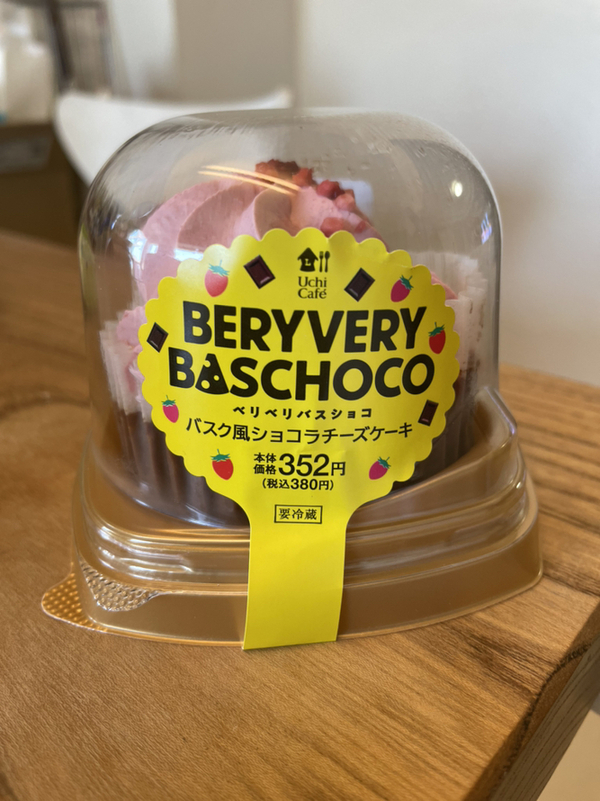 Uchi
Café
BERYVERY
BASCHOCO
ベリベリバスショコ
バスク風ショコラチーズケーキ
本体
価格 352円
(税込380円)
要冷蔵